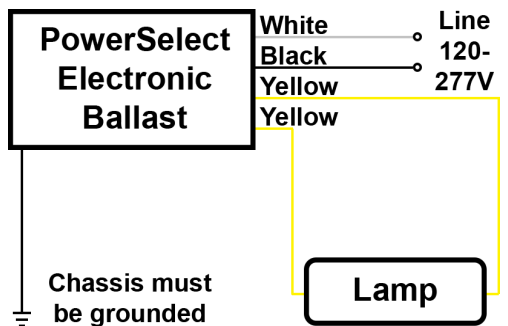 PowerSelect
Electronic
Ballast
White
Black
Yellow
Yellow
Line
120-
277V
Lamp
Chassis must
be grounded